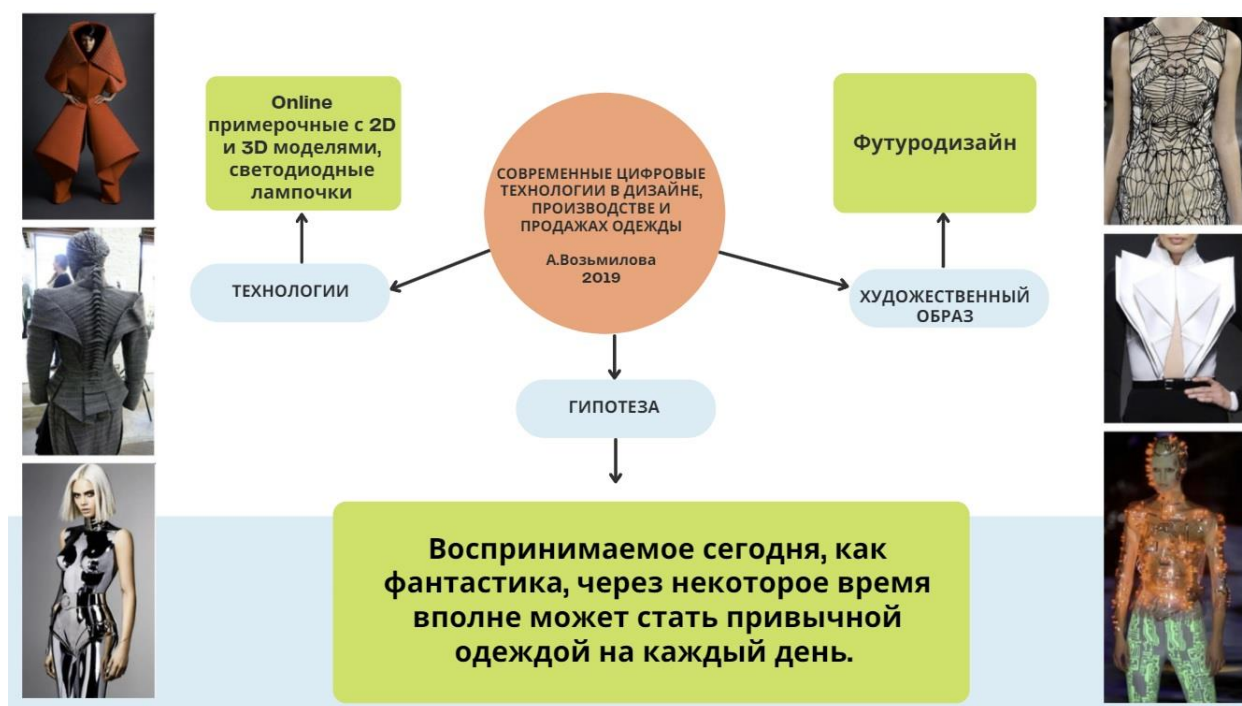 Online
примерочные с 2D
и 3D моделями,
светодиодные
лампочки
ТЕХНОЛОГИИ
СОВРЕМЕННЫЕ ЦИФРОВЫЕ
ТЕХНОЛОГИИ В ДИЗАЙНЕ,
ПРОИЗВОДСТВЕ И
ПРОДАЖАХ ОДЕЖДЫ
А.Возьмилова
2019
Футуродизайн
ХУДОЖЕСТВЕННЫЙ
ОБРАЗ
ГИПОТЕЗА
Воспринимаемое сегодня, как
фантастика, через некоторое время
вполне может стать привычной
одеждой на каждый день.